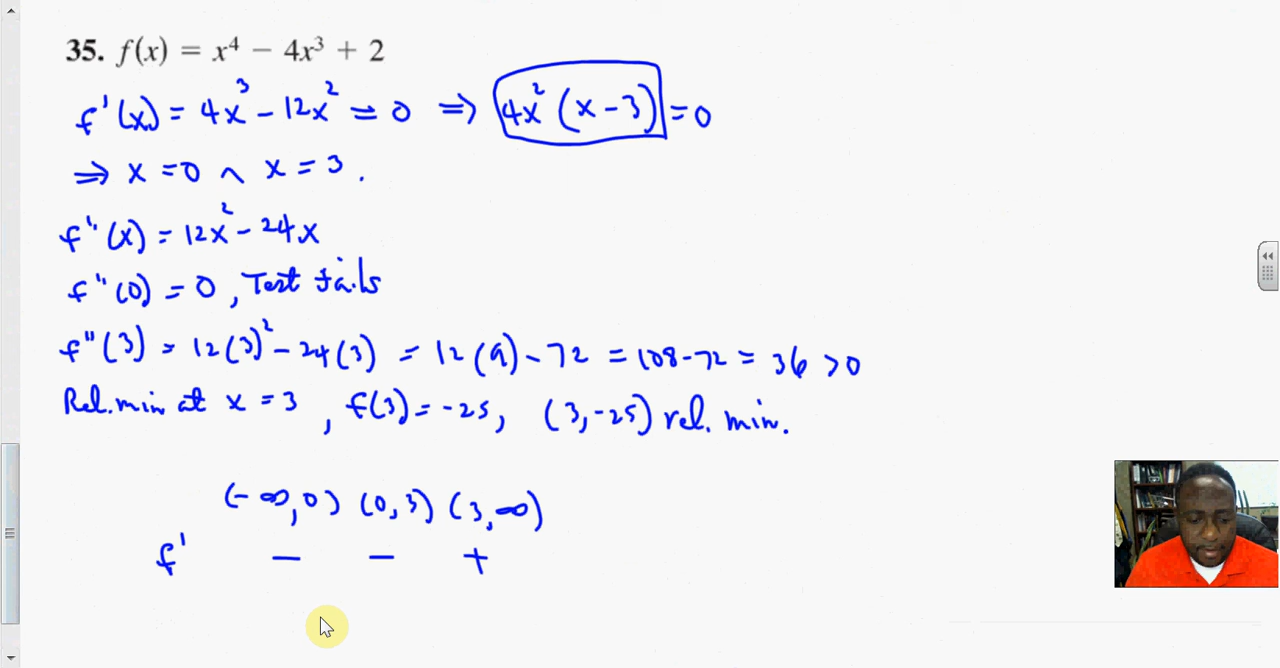 35. f(x) = x⁴ − 4x³ + 2
f'(x) = 4x³ − 12x² = 0 ⇒ 4x² (x − 3) = 0
⇒ x = 0 ∧ x = 3.
f''(x) = 12x² − 24x
f''(0) = 0, Test fails
f''(3) = 12(3)² − 24(3) = 12(9) − 72 = 108 − 72 = 36 > 0
Rel. min at x = 3, f(3) = −25, (3, −25) rel. min.
(−∞, 0) (0, 3) (3, ∞)
f' − − +